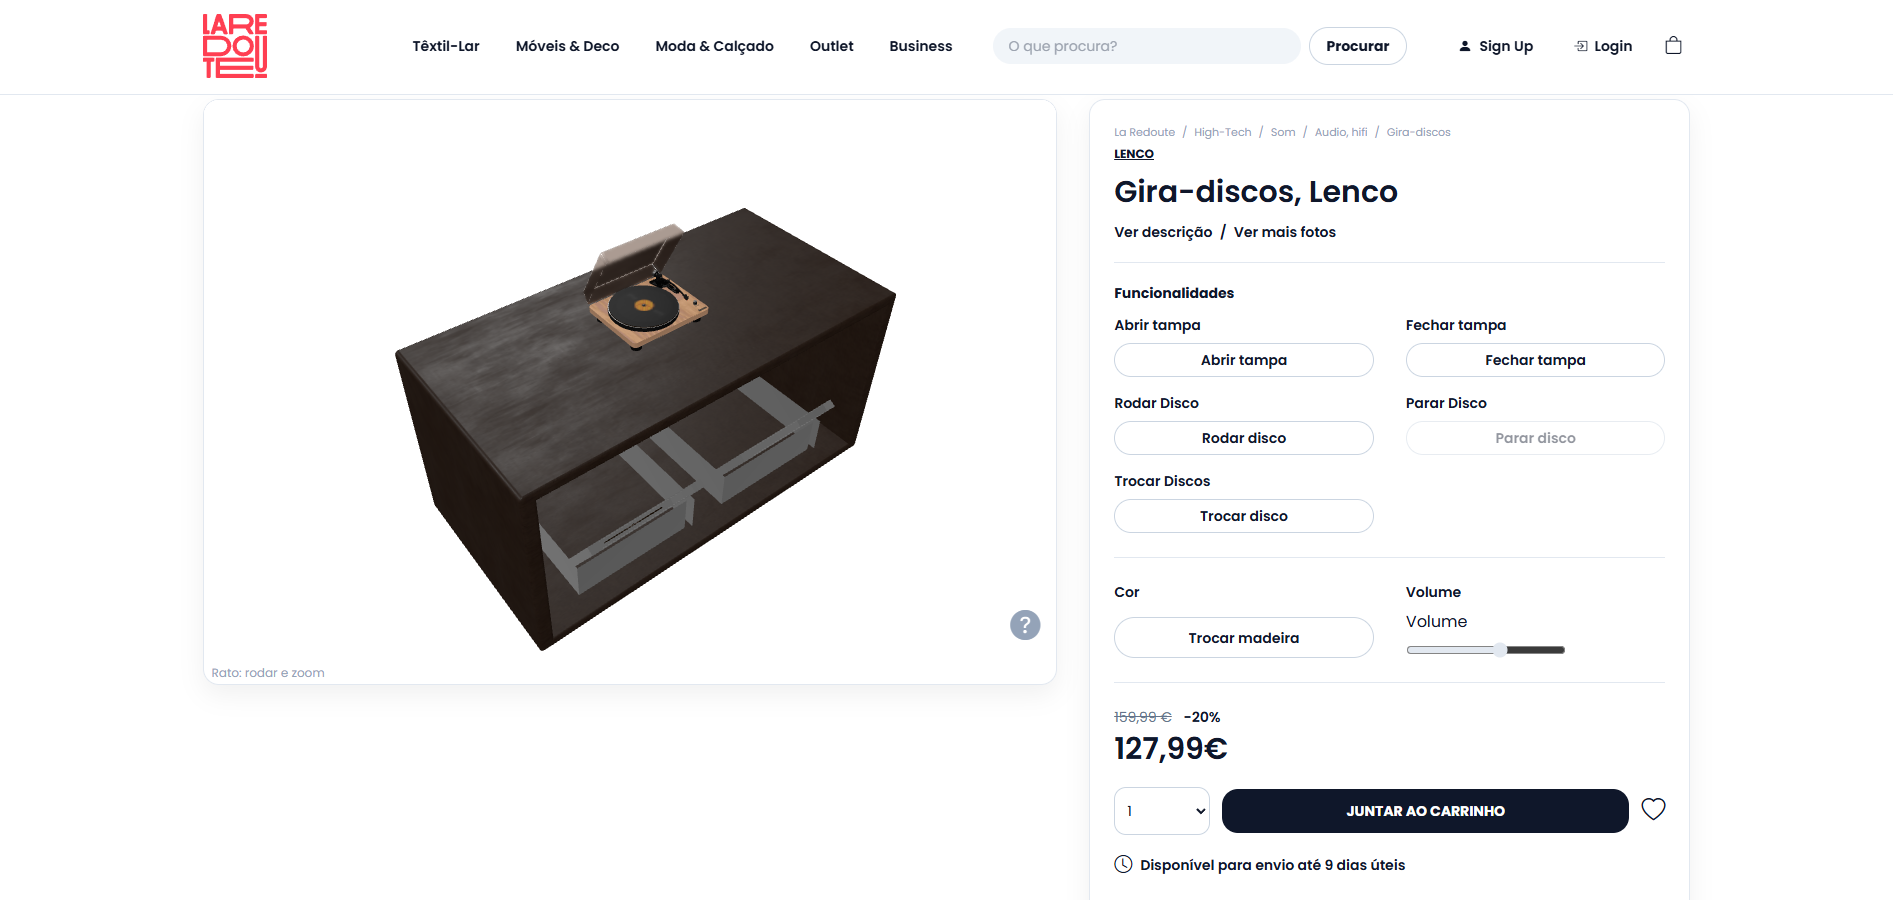 LA REDOUTE
Têxtil-Lar Móveis & Deco Moda & Calçado Outlet Business O que procura? Procurar Sign Up Login
La Redoute / High-Tech / Som / Audio, hifi / Gira-discos
LENCO
Gira-discos, Lenco
Ver descrição / Ver mais fotos
Funcionalidades
Abrir tampa Fechar tampa
Abrir tampa Fechar tampa
Rodar Disco Parar Disco
Rodar disco Parar disco
Trocar Discos
Trocar disco
Cor Volume
Volume
Trocar madeira
?
Rato: rodar e zoom
159,99 € -20%
127,99€
1 JUNTAR AO CARRINHO
Disponível para envio até 9 dias úteis